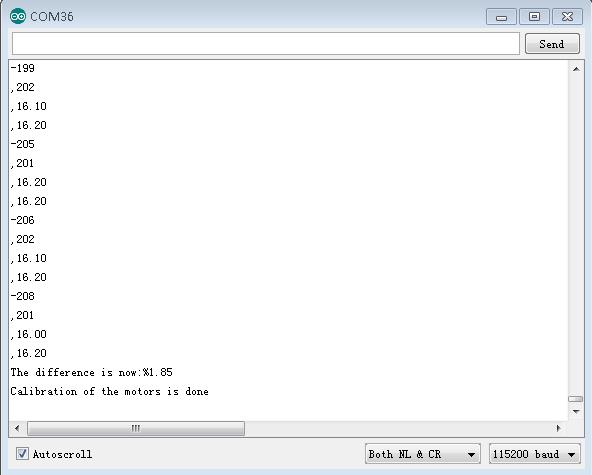 COM36
Send
-199
,202
,16.10
,16.20
-205
,201
,16.20
,16.20
-206
,202
,16.10
,16.20
-208
,201
,16.00
,16.20
The difference is now:%1.85
Calibration of the motors is done
Autoscroll
Both NL & CR
115200 baud